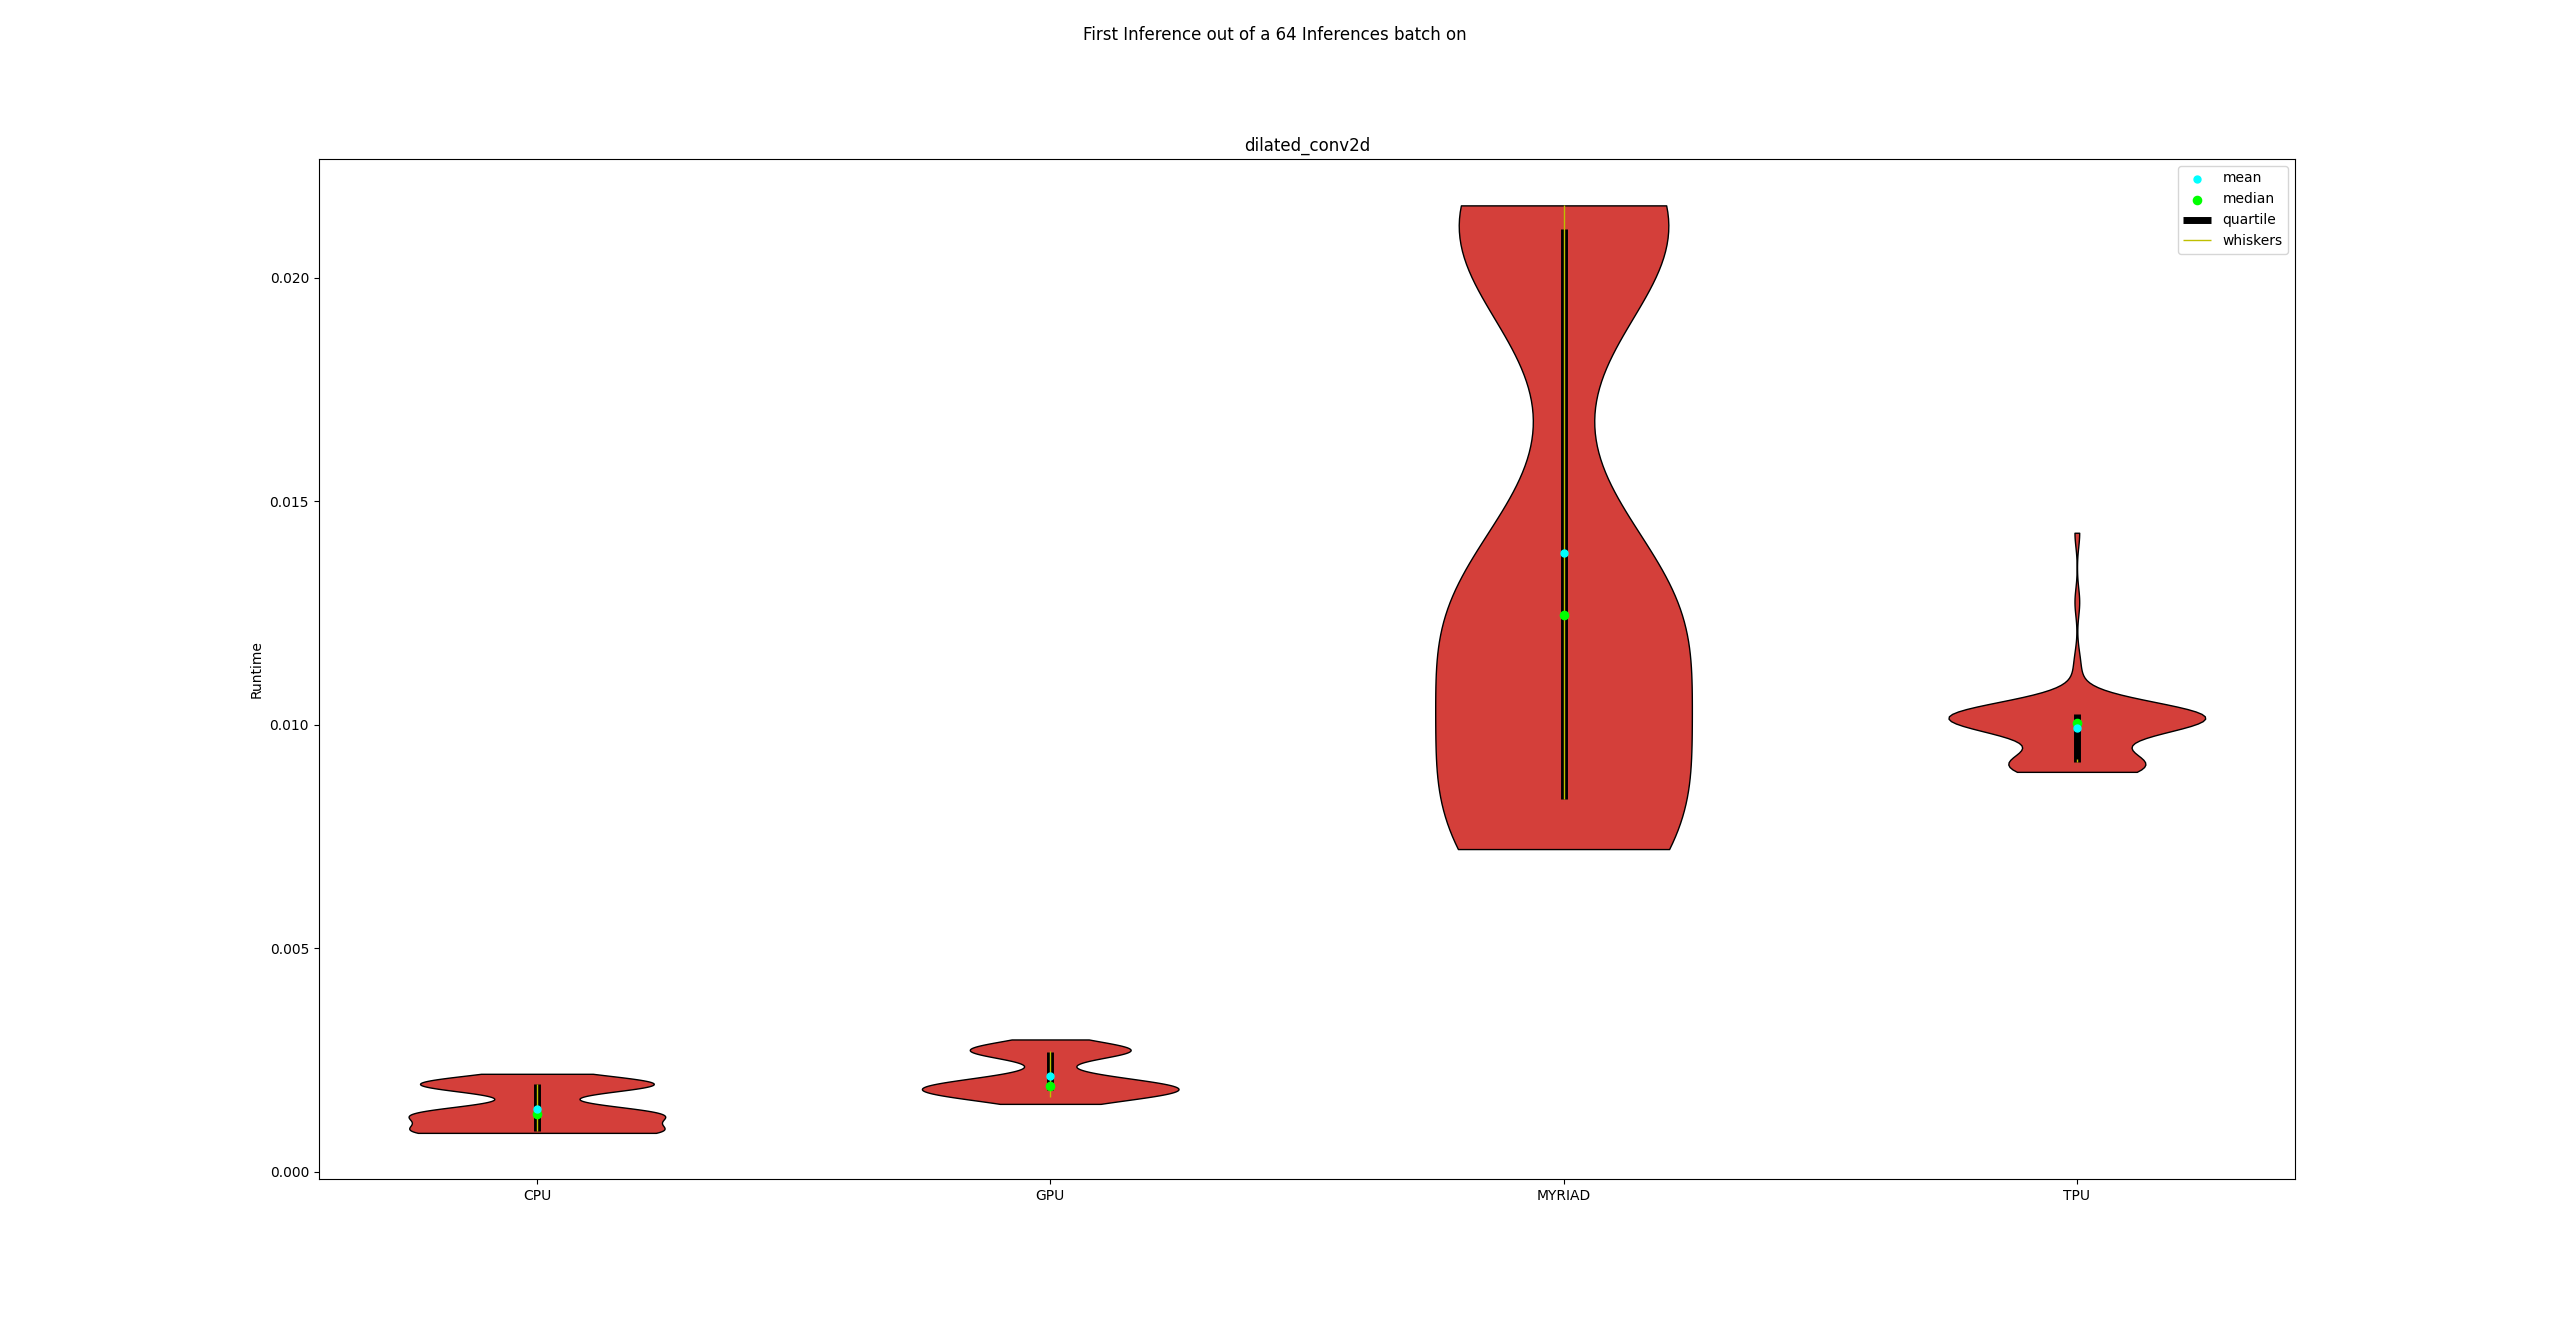 First Inference out of a 64 Inferences batch on
dilated_conv2d
mean
median
quartile
whiskers
Runtime
0.020
0.015
0.010
0.005
0.000
CPU GPU MYRIAD TPU